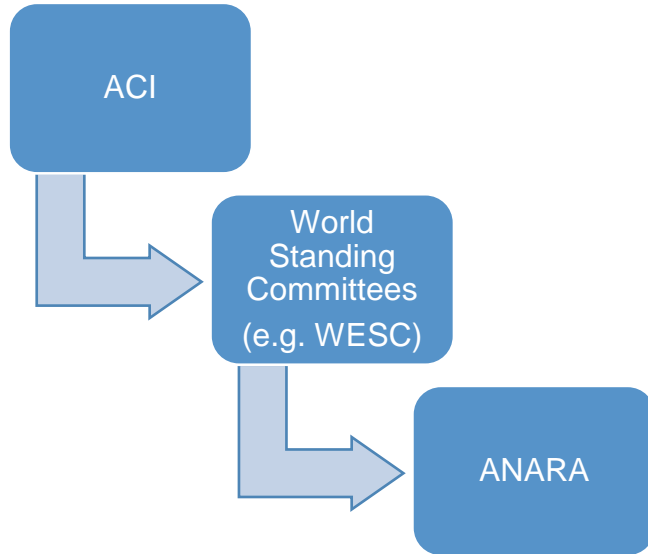 ACI
World
Standing
Committees
(e.g. WESC)
ANARA